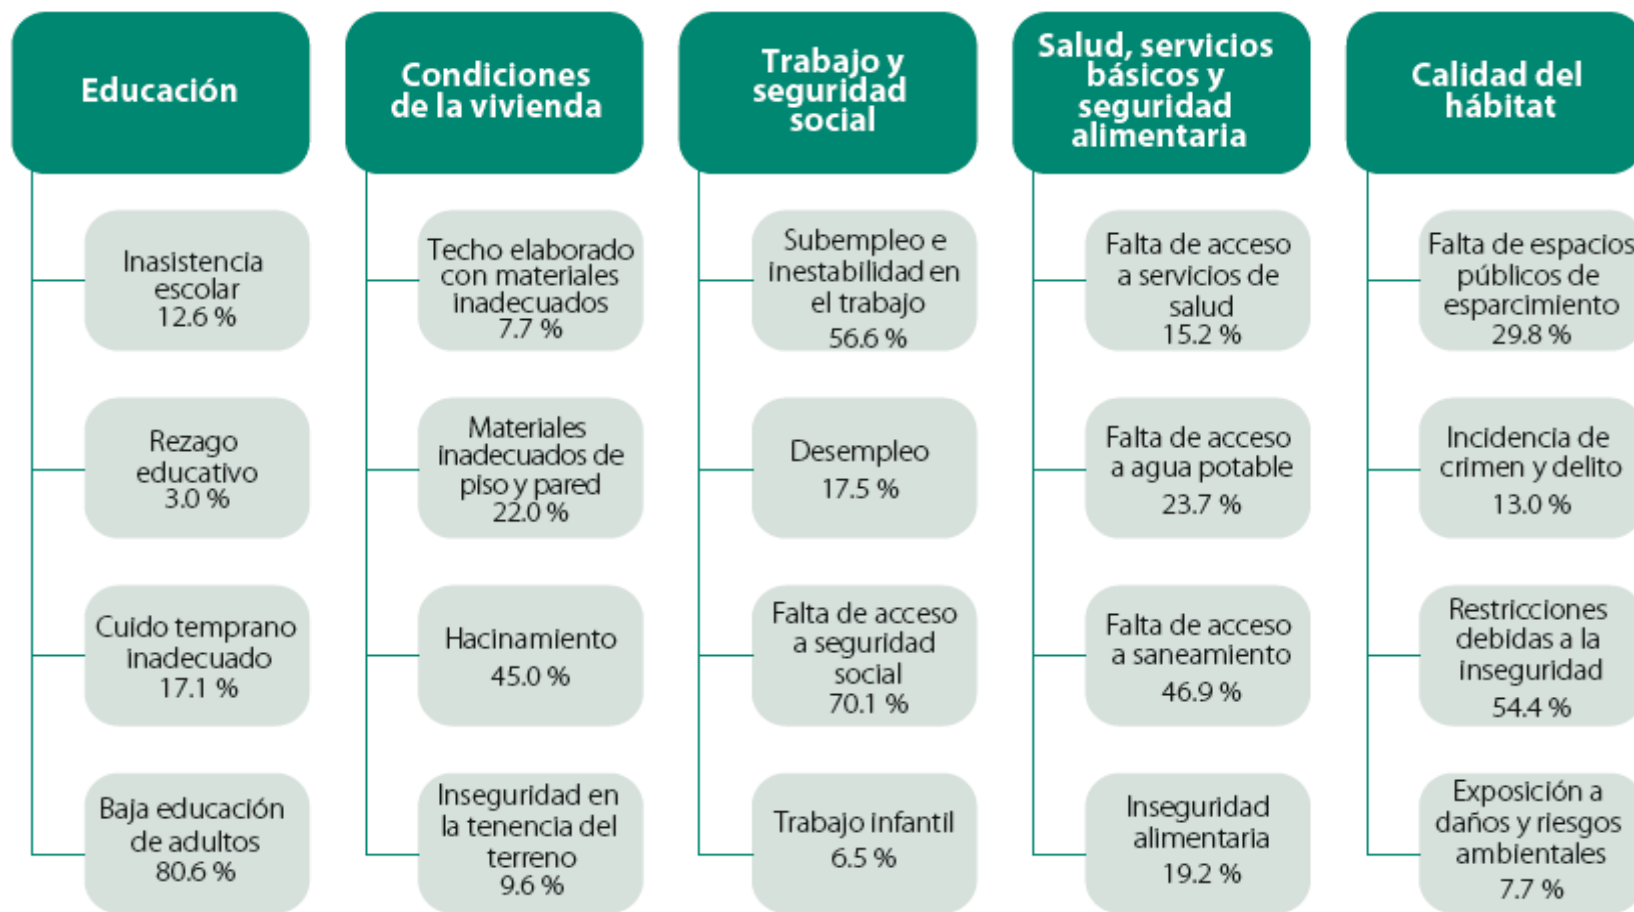 Educación
Inasistencia
escolar
12.6 %
Rezago
educativo
3.0 %
Cuido temprano
inadecuado
17.1 %
Baja educación
de adultos
80.6 %
Condiciones
de la vivienda
Techo elaborado
con materiales
inadecuados
7.7 %
Materiales
inadecuados de
piso y pared
22.0 %
Hacinamiento
45.0 %
Inseguridad en
la tenencia del
terreno
9.6 %
Trabajo y
seguridad
social
Subempleo e
inestabilidad en
el trabajo
56.6 %
Desempleo
17.5 %
Falta de acceso
a seguridad
social
70.1 %
Trabajo infantil
6.5 %
Salud, servicios
básicos y
seguridad
alimentaria
Falta de acceso
a servicios de
salud
15.2 %
Falta de acceso
a agua potable
23.7 %
Falta de acceso
a saneamiento
46.9 %
Inseguridad
alimentaria
19.2 %
Calidad del
hábitat
Falta de espacios
públicos de
esparcimiento
29.8 %
Incidencia de
crimen y delito
13.0 %
Restricciones
debidas a la
inseguridad
54.4 %
Exposición a
daños y riesgos
ambientales
7.7 %